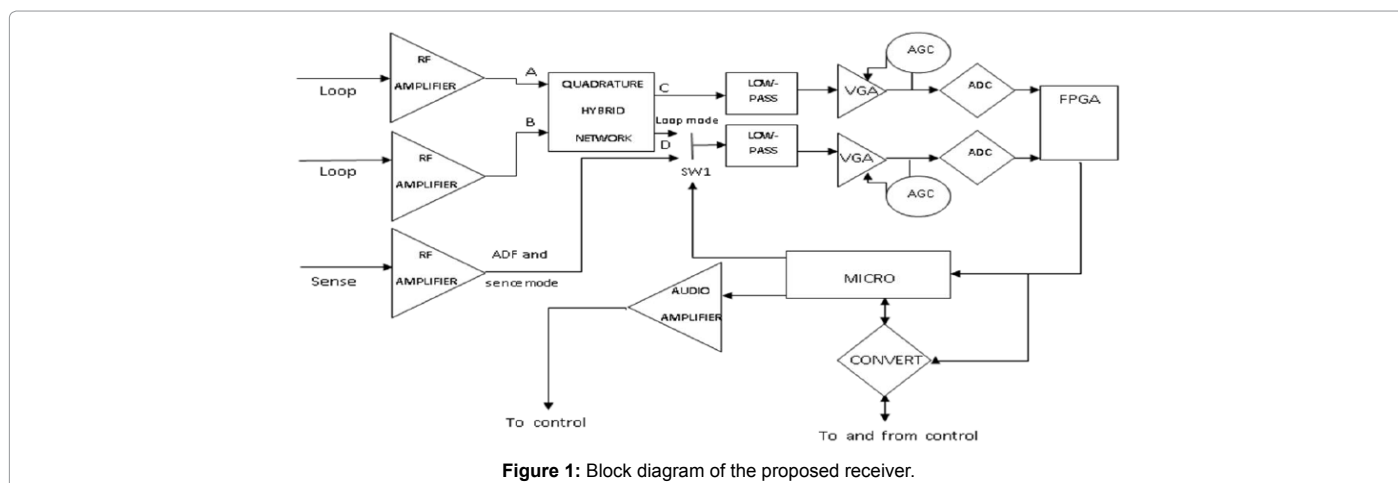 RF
AMPLIFIER
Loop
A
QUADRATURE
HYBRID
NETWORK
C
LOW-
PASS
VGA
AGC
ADC
FPGA
RF
AMPLIFIER
Loop
B
Loop mode
D
SW1
LOW-
PASS
VGA
AGC
ADC
RF
AMPLIFIER
Sense
ADF and
sence mode
MICRO
AUDIO
AMPLIFIER
CONVERT
To control
To and from control
Figure 1: Block diagram of the proposed receiver.